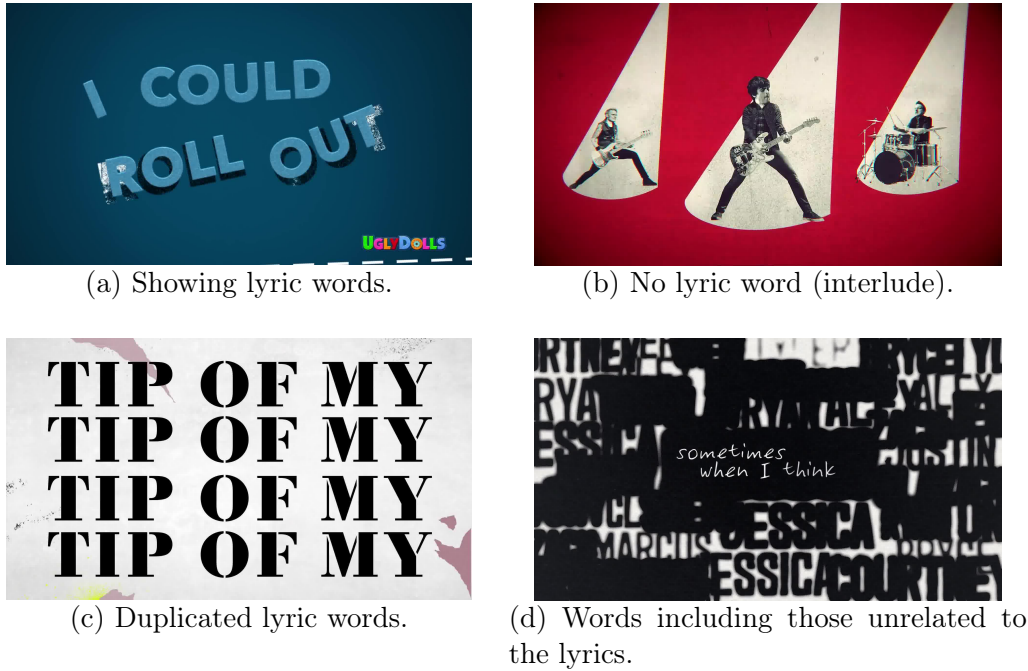 I COULD
ROLL OUT
UGLYDOLLS
(a) Showing lyric words.
(b) No lyric word (interlude).
TIP OF MY
TIP OF MY
TIP OF MY
TIP OF MY
(c) Duplicated lyric words.
sometimes
when I think
JESSICA
MARCUS
ESSICA COURTNEY
(d) Words including those unrelated to
the lyrics.